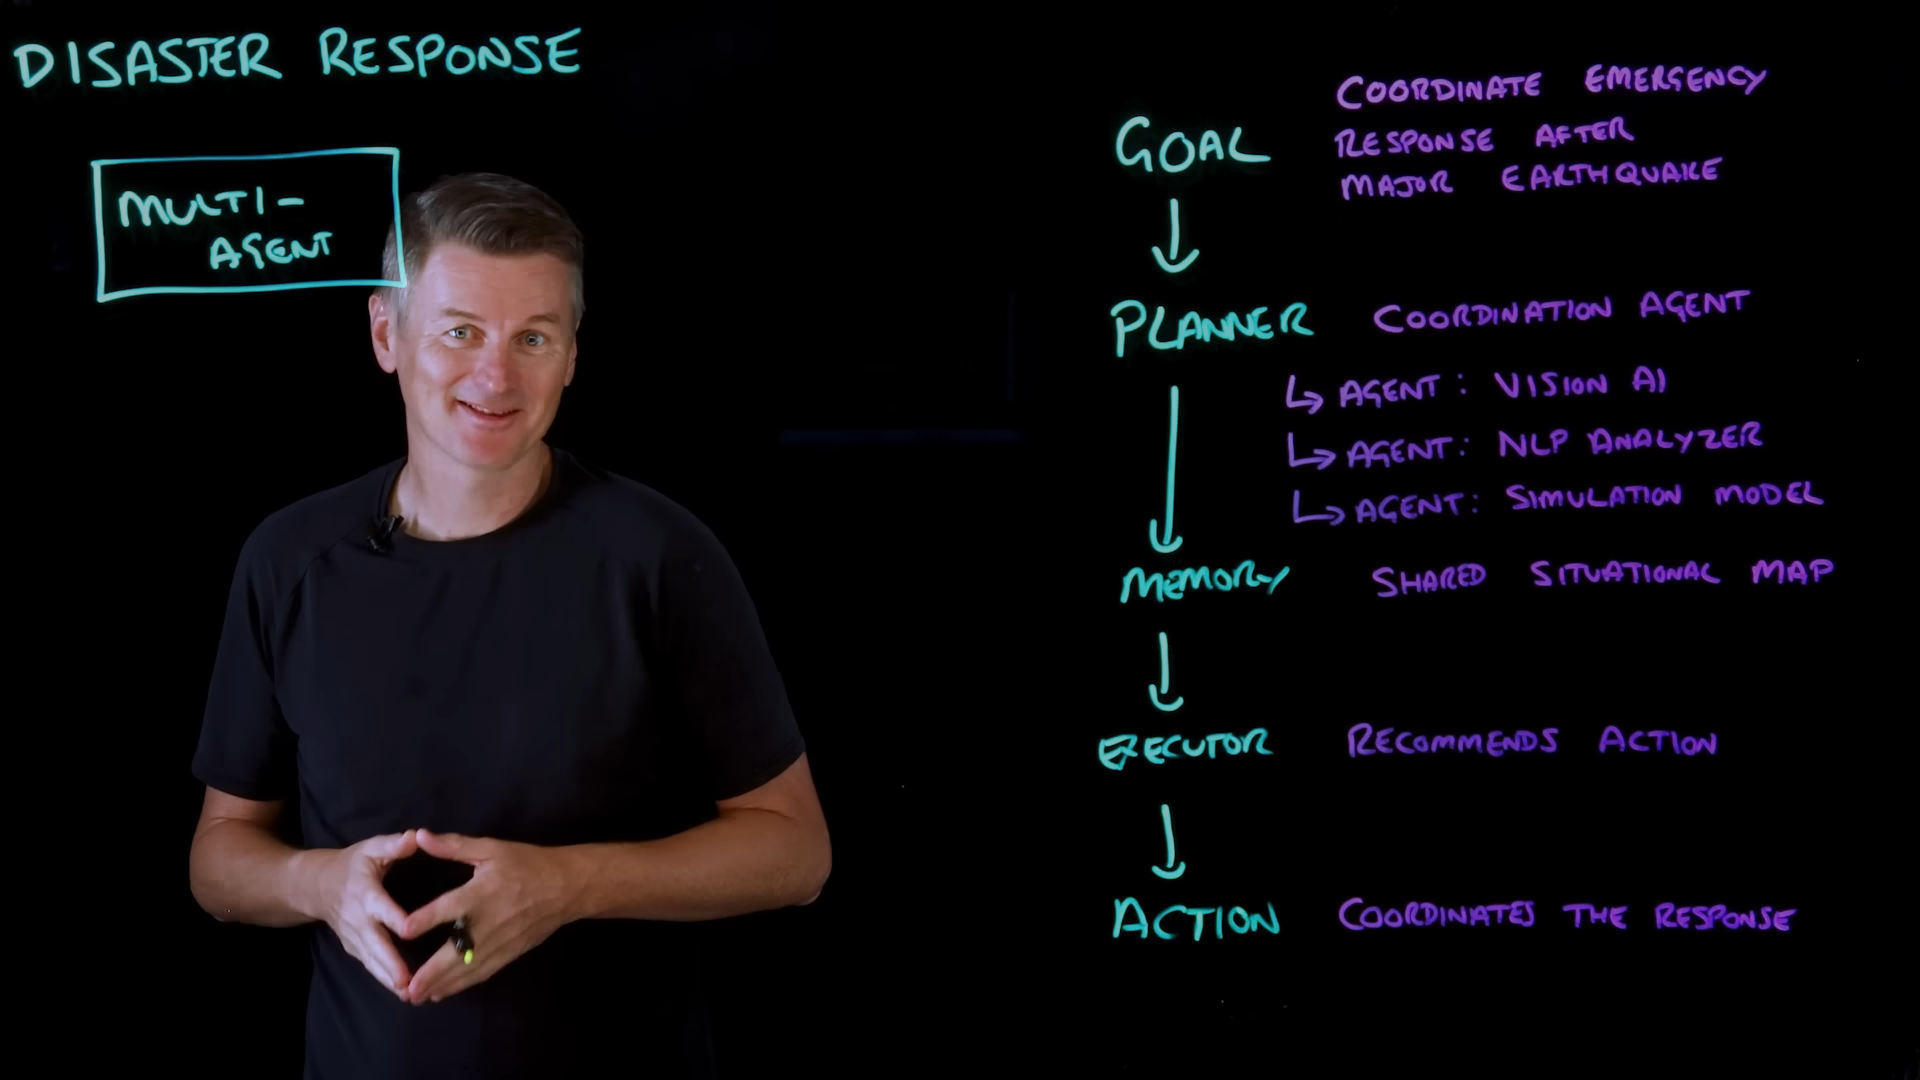 DISASTER RESPONSE
MULTI-
AGENT
GOAL
COORDINATE EMERGENCY
RESPONSE AFTER
MAJOR EARTHQUAKE
PLANNER
COORDINATION AGENT
↳ AGENT: VISION AI
↳ AGENT: NLP ANALYZER
↳ AGENT: SIMULATION MODEL
MEMORY
SHARED SITUATIONAL MAP
EXECUTOR
RECOMMENDS ACTION
ACTION
COORDINATES THE RESPONSE